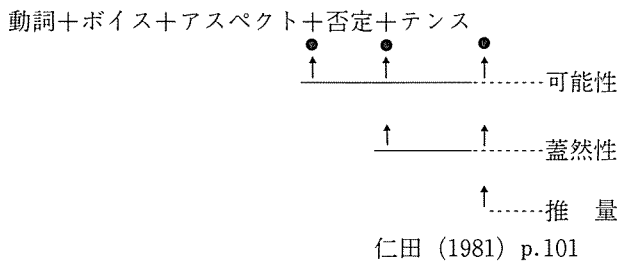 動詞+ボイス+アスペクト+否定+テンス
可能性
蓋然性
推 量
仁田 (1981) p.101